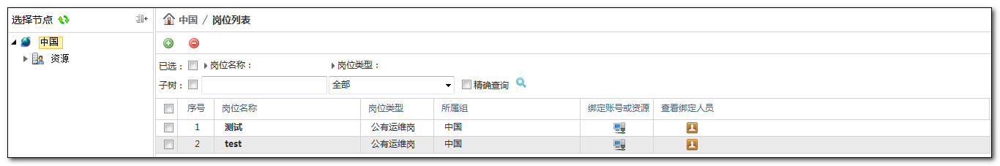 选择节点
中国
资源
中国 / 岗位列表
已选： 岗位名称： 岗位类型：
子树： 全部 精确查询
序号 岗位名称 岗位类型 所属组 绑定账号或资源 查看绑定人员
1 测试 公有运维岗 中国
2 test 公有运维岗 中国